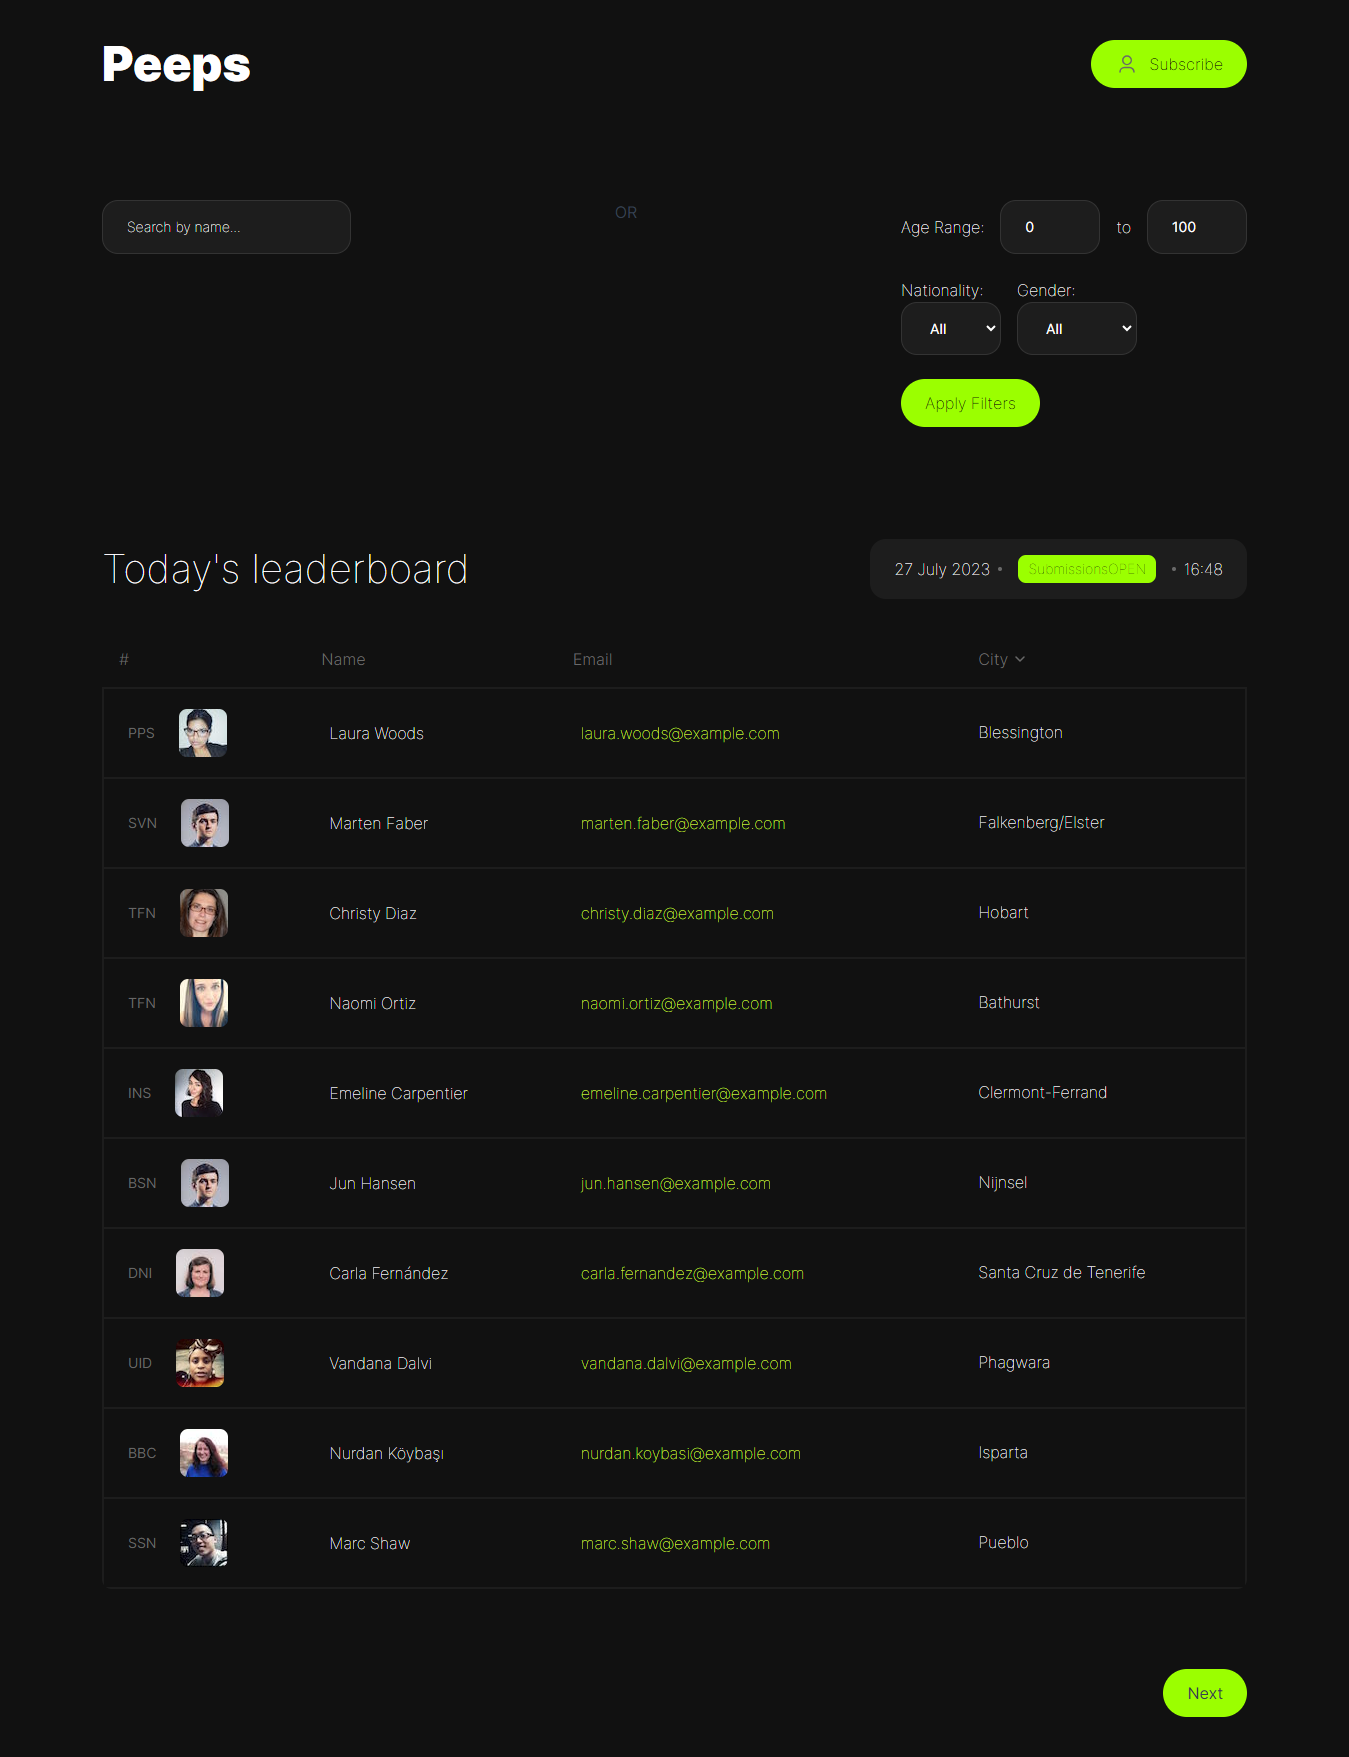 Peeps
Subscribe
Search by name...
OR
Age Range: 0 to 100
Nationality: Gender:
All All
Apply Filters
Today's leaderboard
27 July 2023 • SubmissionsOPEN • 16:48
# Name Email City
PPS Laura Woods laura.woods@example.com Blessington
SVN Marten Faber marten.faber@example.com Falkenberg/Elster
TFN Christy Diaz christy.diaz@example.com Hobart
TFN Naomi Ortiz naomi.ortiz@example.com Bathurst
INS Emeline Carpentier emeline.carpentier@example.com Clermont-Ferrand
BSN Jun Hansen jun.hansen@example.com Nijnsel
DNI Carla Fernández carla.fernandez@example.com Santa Cruz de Tenerife
UID Vandana Dalvi vandana.dalvi@example.com Phagwara
BBC Nurdan Köybaşı nurdan.koybasi@example.com Isparta
SSN Marc Shaw marc.shaw@example.com Pueblo
Next